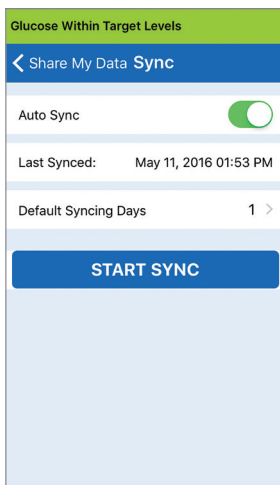 Glucose Within Target Levels
Share My Data Sync
Auto Sync
Last Synced: May 11, 2016 01:53 PM
Default Syncing Days 1
START SYNC